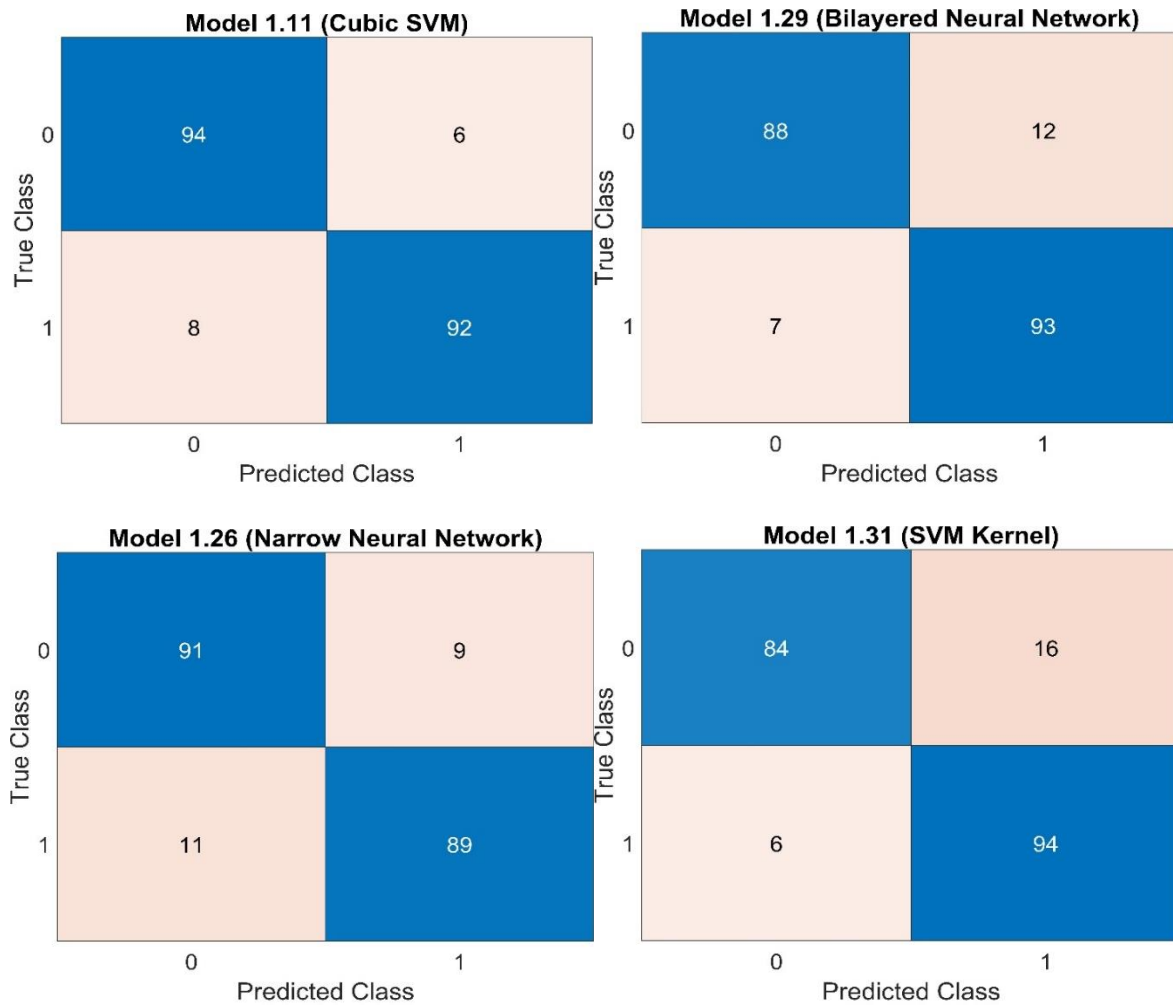 Model 1.11 (Cubic SVM)
True Class
0
94
6
1
8
92
0
1
Predicted Class
Model 1.29 (Bilayered Neural Network)
True Class
0
88
12
1
7
93
0
1
Predicted Class
Model 1.26 (Narrow Neural Network)
True Class
0
91
9
1
11
89
0
1
Predicted Class
Model 1.31 (SVM Kernel)
True Class
0
84
16
1
6
94
0
1
Predicted Class